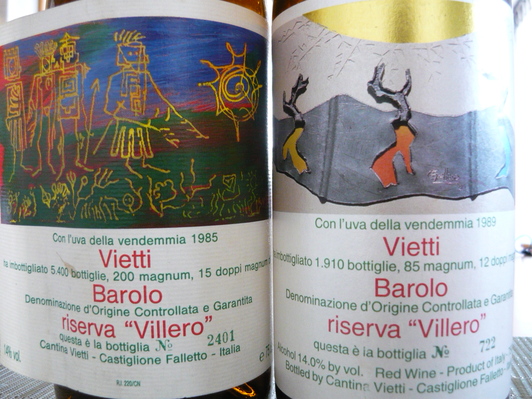 Con l'uva della vendemmia 1985
Vietti
ha imbottigliato 5.400 bottiglie, 200 magnum, 15 doppi magnum
Barolo
Denominazione d'Origine Controllata e Garantita
riserva "Villero"
questa è la bottiglia No 2401
Cantina Vietti - Castiglione Falletto - Italia
14% vol.
Con l'uva della vendemmia 1989
Vietti
imbottigliato 1.910 bottiglie, 85 magnum, 12 doppi
Barolo
Denominazione d'Origine Controllata e Garantita
riserva "Villero"
questa è la bottiglia No 722
Alcohol 14.0% by vol. Red Wine - Product of Italy
Bottled by Cantina Vietti - Castiglione Falletto